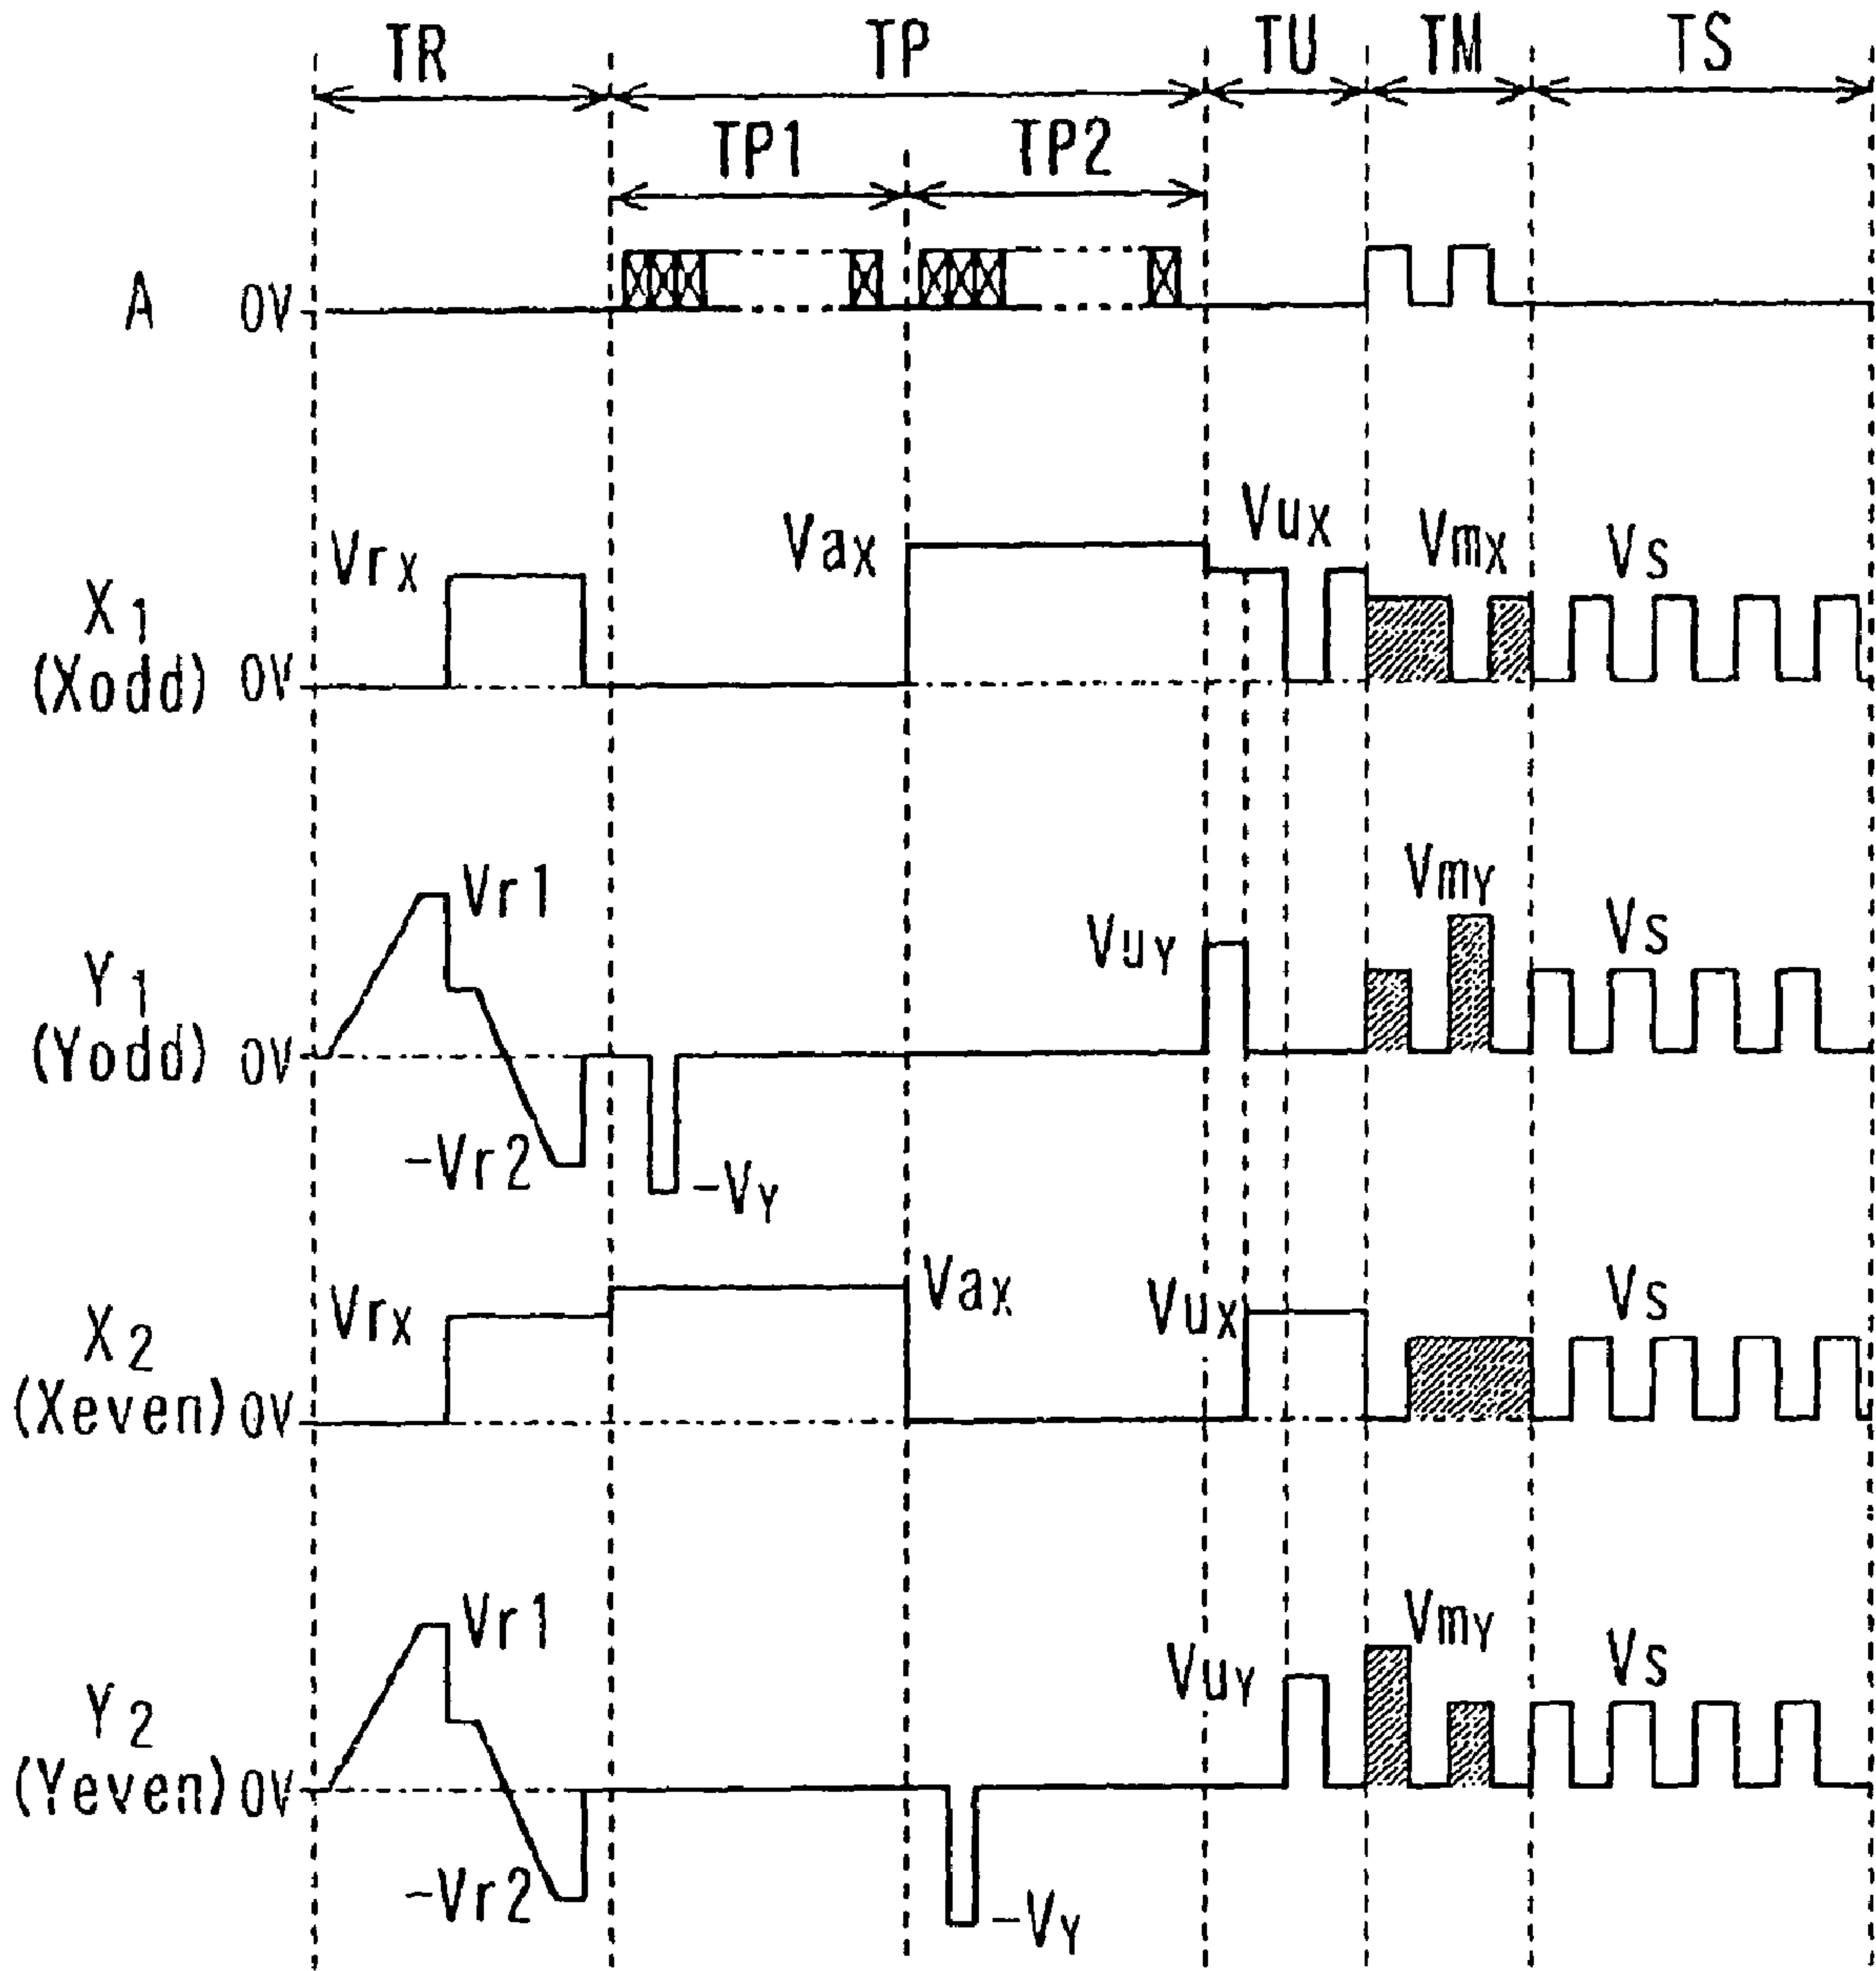 TR TP TU TM TS
TP1 TP2
A 0V
Vrx Vax Vux Vmx Vs
X1
(Xodd) 0V
Vr1 VuY VmY Vs
Y1
(Yodd) 0V
-Vr2 -VY
Vrx Vax Vux Vs
X2
(Xeven) 0V
Vr1 VuY VmY Vs
Y2
(Yeven) 0V
-Vr2 -VY